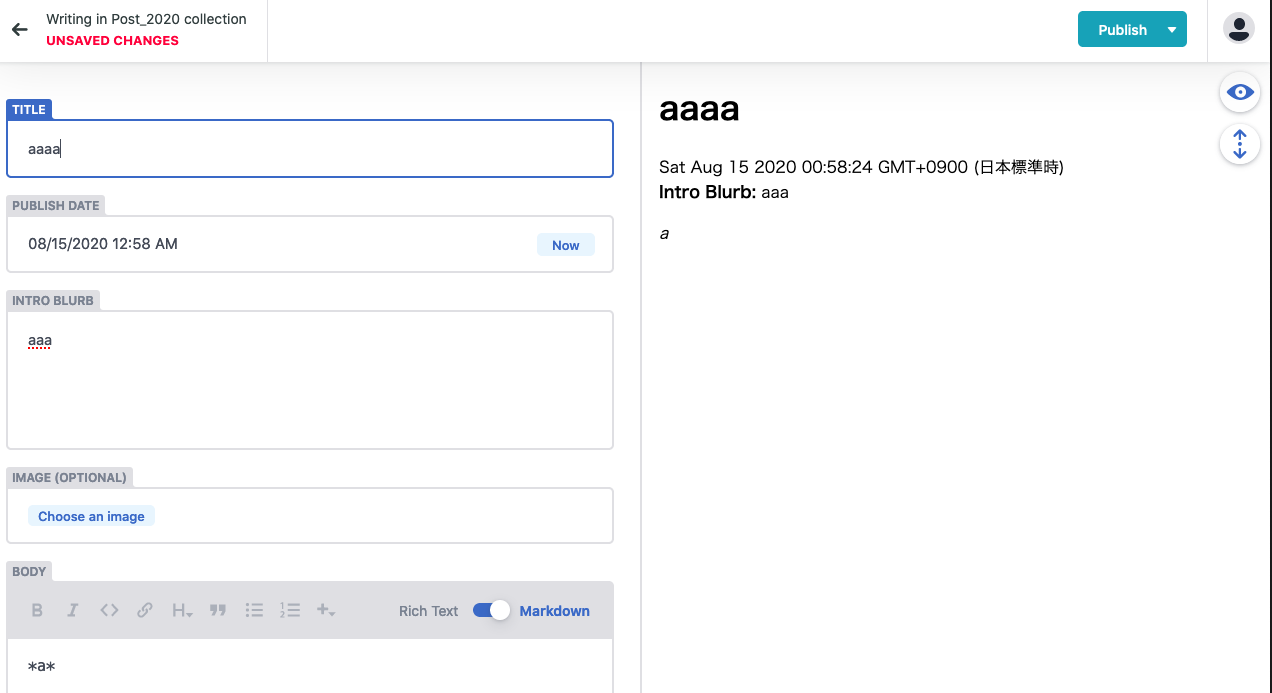 Writing in Post_2020 collection
UNSAVED CHANGES
Publish
TITLE
aaaa
PUBLISH DATE
08/15/2020 12:58 AM
Now
INTRO BLURB
aaa
IMAGE (OPTIONAL)
Choose an image
BODY
B I <> H Rich Text Markdown
*a*
aaaa
Sat Aug 15 2020 00:58:24 GMT+0900 (日本標準時)
Intro Blurb: aaa
a